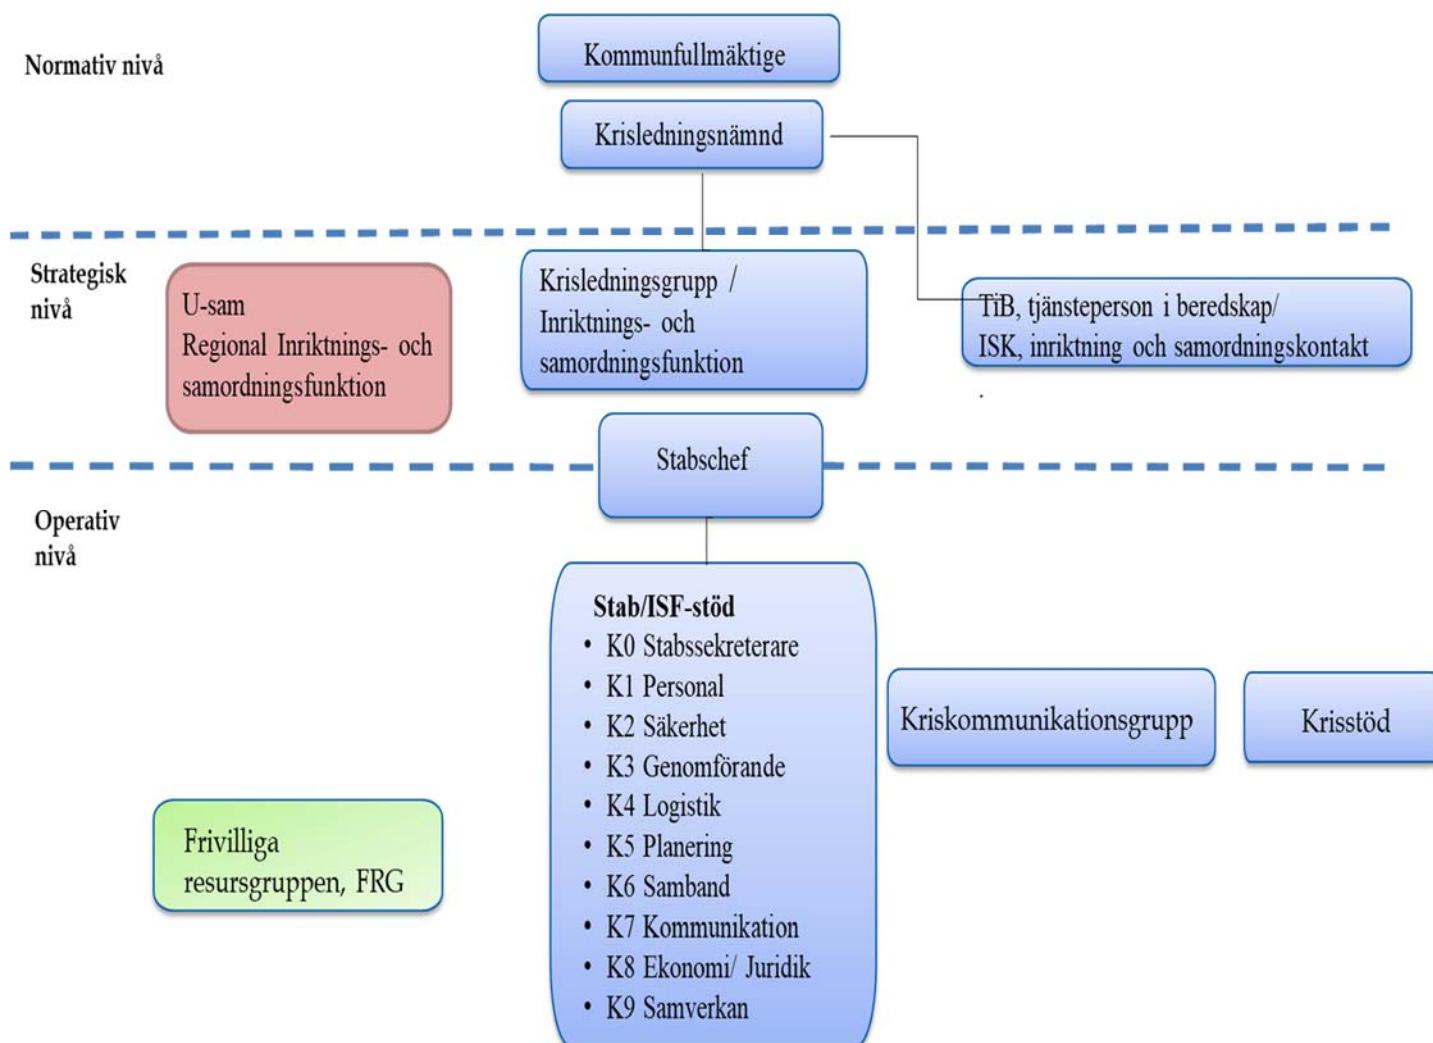 Normativ nivå
Kommunfullmäktige
Krisledningsnämnd
Strategisk
nivå
U-sam
Regional Inriktnings- och
samordningsfunktion
Krisledningsgrupp /
Inriktnings- och
samordningsfunktion
TiB, tjänsteperson i beredskap/
ISK, inriktning och samordningskontakt
.
Stabschef
Operativ
nivå
Stab/ISF-stöd
• K0 Stabssekreterare
• K1 Personal
• K2 Säkerhet
• K3 Genomförande
• K4 Logistik
• K5 Planering
• K6 Samband
• K7 Kommunikation
• K8 Ekonomi/ Juridik
• K9 Samverkan
Kriskommunikationsgrupp
Krisstöd
Frivilliga
resursgruppen, FRG